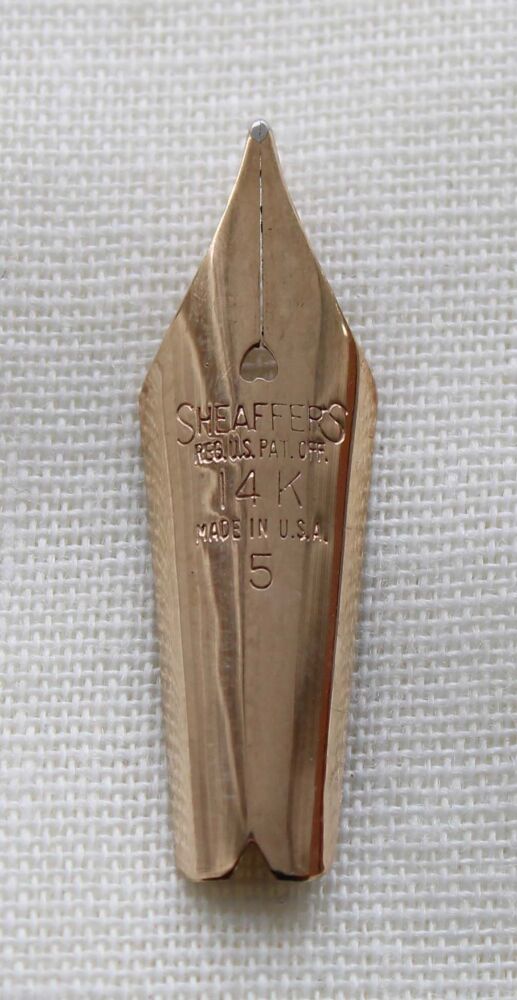 SHEAFFER'S
REG. U.S. PAT. OFF.
14 K
MADE IN U.S.A.
5